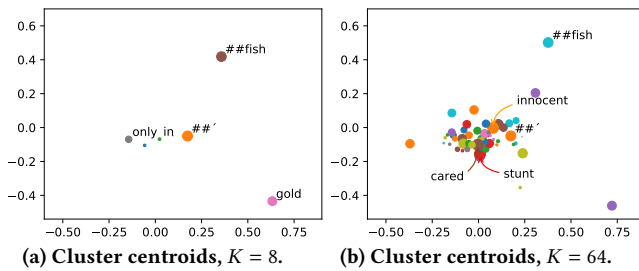 0.6
0.4
0.2
0.0
−0.2
−0.4
−0.50 −0.25 0.00 0.25 0.50 0.75
##fish
only_in
##´
gold
(a) Cluster centroids, K = 8.
0.6
0.4
0.2
0.0
−0.2
−0.4
−0.50 −0.25 0.00 0.25 0.50 0.75
##fish
innocent
##´
cared
stunt
(b) Cluster centroids, K = 64.